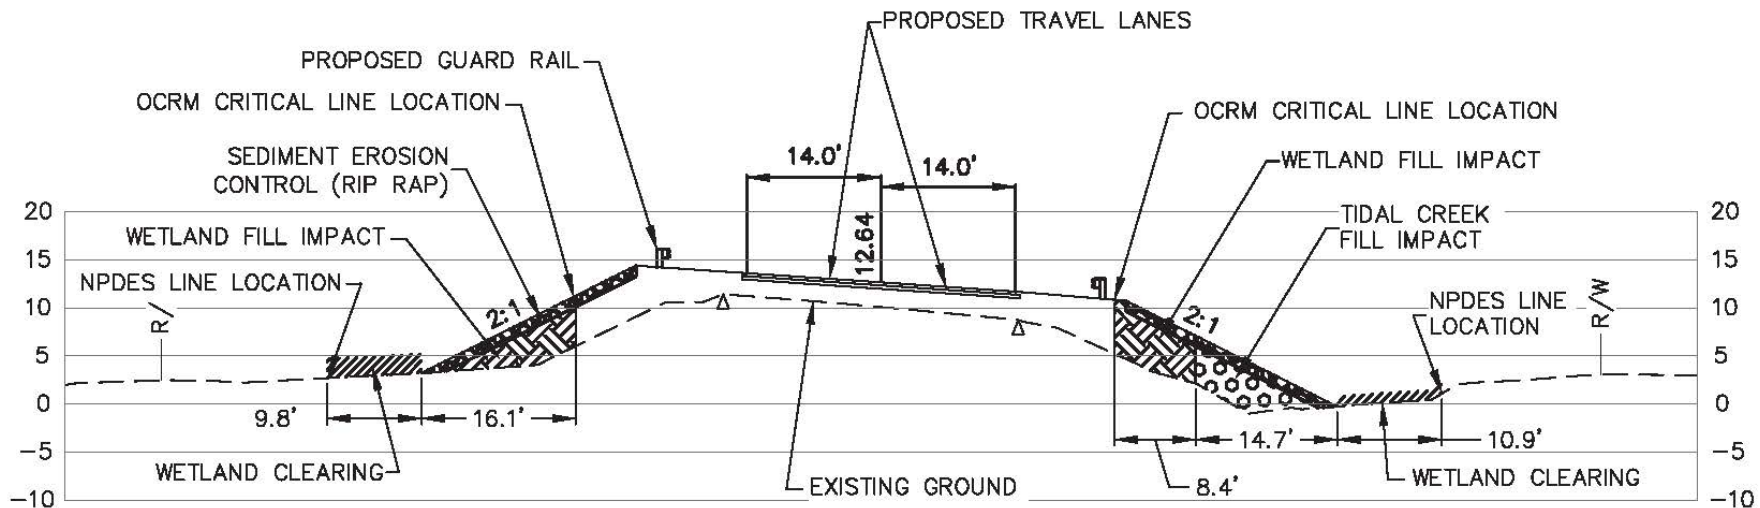 PROPOSED TRAVEL LANES
PROPOSED GUARD RAIL
OCRM CRITICAL LINE LOCATION
OCRM CRITICAL LINE LOCATION
SEDIMENT EROSION
CONTROL (RIP RAP)
14.0'
14.0'
WETLAND FILL IMPACT
TIDAL CREEK
FILL IMPACT
WETLAND FILL IMPACT
NPDES LINE LOCATION
NPDES LINE
LOCATION
12.64
R/
R/W
2:1
2:1
20
15
10
5
0
-5
-10
20
15
10
5
0
-5
-10
9.8'
16.1'
14.7'
10.9'
8.4'
WETLAND CLEARING
WETLAND CLEARING
EXISTING GROUND